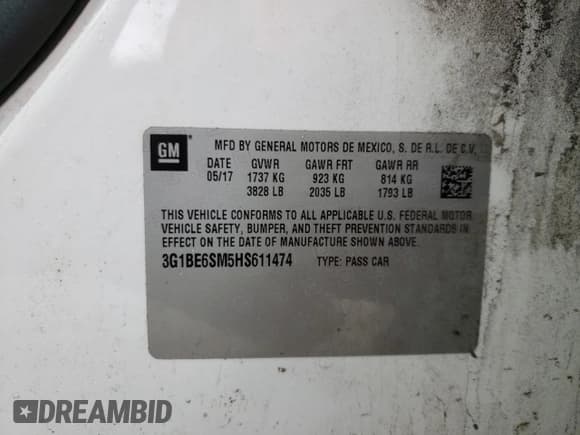 GM
MFD BY GENERAL MOTORS DE MEXICO, S. DE R.L. DE C.V.
DATE GVWR GAWR FRT GAWR RR
05/17 1737 KG 923 KG 814 KG
3828 LB 2035 LB 1793 LB
THIS VEHICLE CONFORMS TO ALL APPLICABLE U.S. FEDERAL MOTOR
VEHICLE SAFETY, BUMPER, AND THEFT PREVENTION STANDARDS IN
EFFECT ON THE DATE OF MANUFACTURE SHOWN ABOVE.
3G1BE6SM5HS611474 TYPE: PASS CAR
DREAMBID